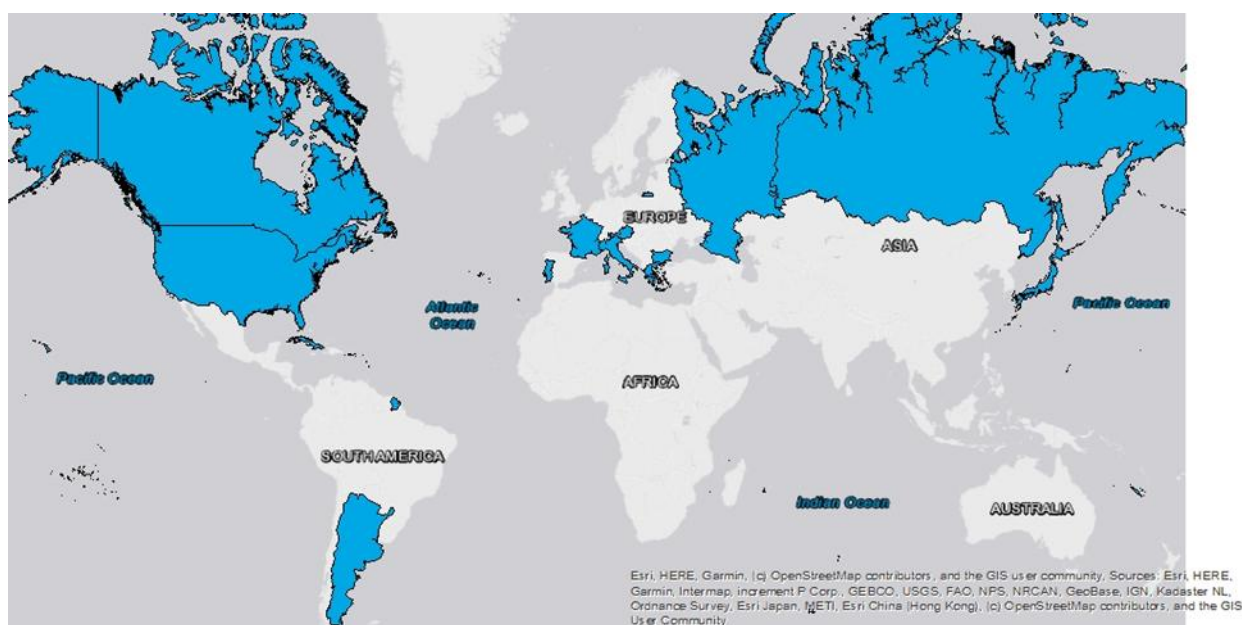 EUROPE
ASIA
Atlantic
Ocean
Pacific Ocean
Pacific Ocean
AFRICA
SOUTH AMERICA
Indian Ocean
AUSTRALIA
Esri, HERE, Garmin, (c) OpenStreetMap contributors, and the GIS user community, Sources: Esri, HERE,
Garmin, Intermap, increment P Corp., GEBCO, USGS, FAO, NPS, NRCAN, GeoBase, IGN, Kadaster NL,
Ordnance Survey, Esri Japan, METI, Esri China (Hong Kong), (c) OpenStreetMap contributors, and the GIS
User Community